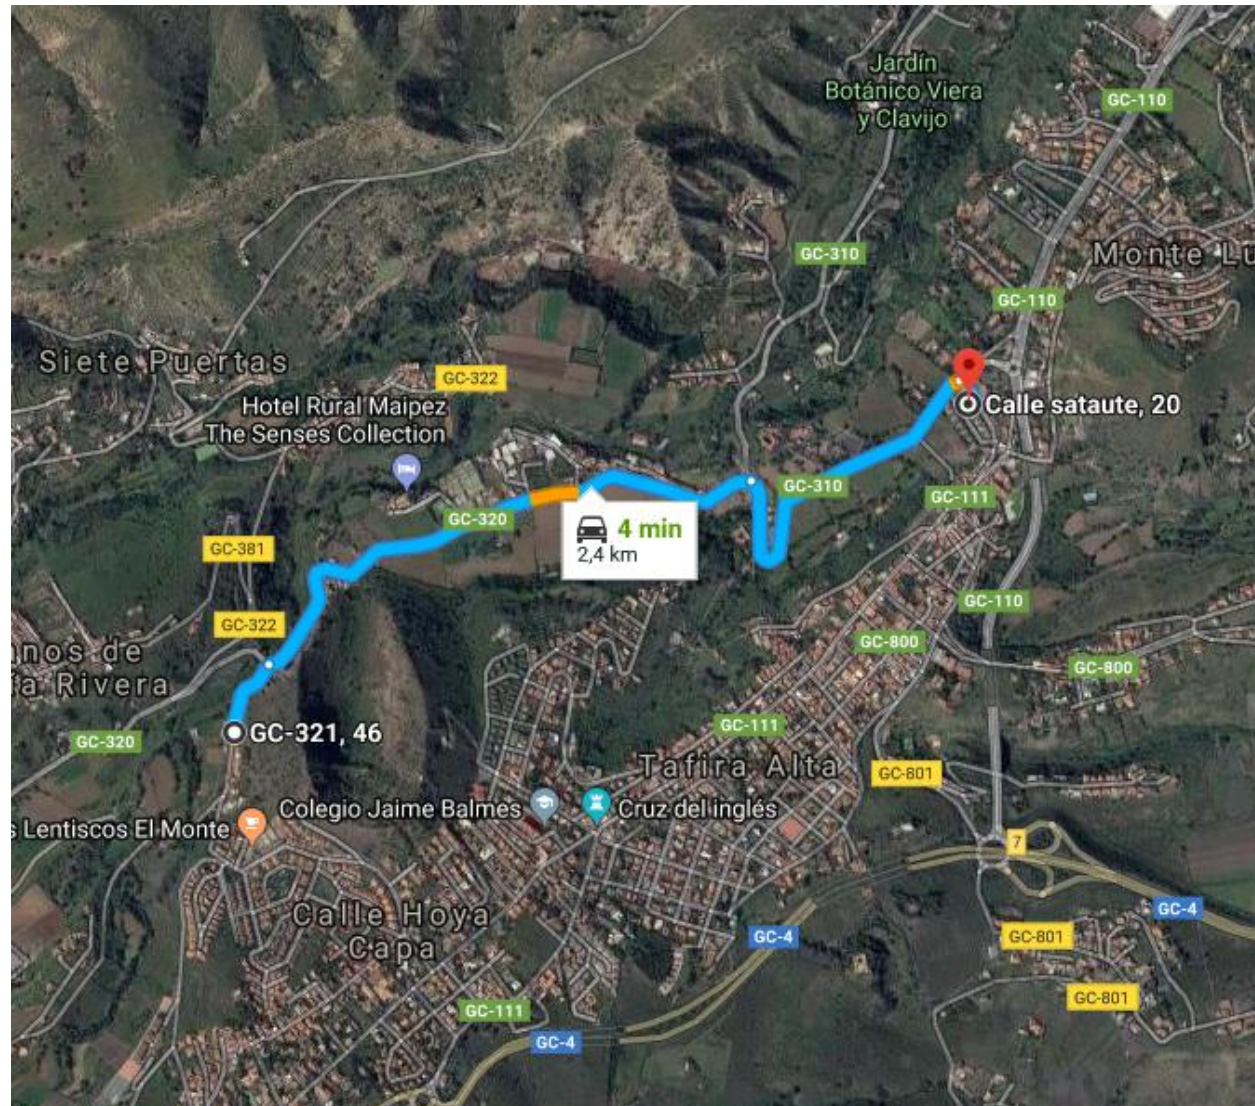 Jardín
Botánico Viera
y Clavijo
GC-110
GC-310
Monte Lu
GC-110
Siete Puertas
GC-322
Hotel Rural Maipez
The Senses Collection
Calle sataute, 20
GC-310
GC-111
GC-320
4 min
2,4 km
GC-381
GC-110
GC-322
GC-800
nos de
ía Rivera
GC-800
GC-321, 46
GC-111
GC-320
Tafira Alta
GC-801
Colegio Jaime Balmes
Cruz del inglés
s Lentiscos El Monte
7
Calle Hoya
Capa
GC-4
GC-4
GC-801
GC-801
GC-111
GC-4